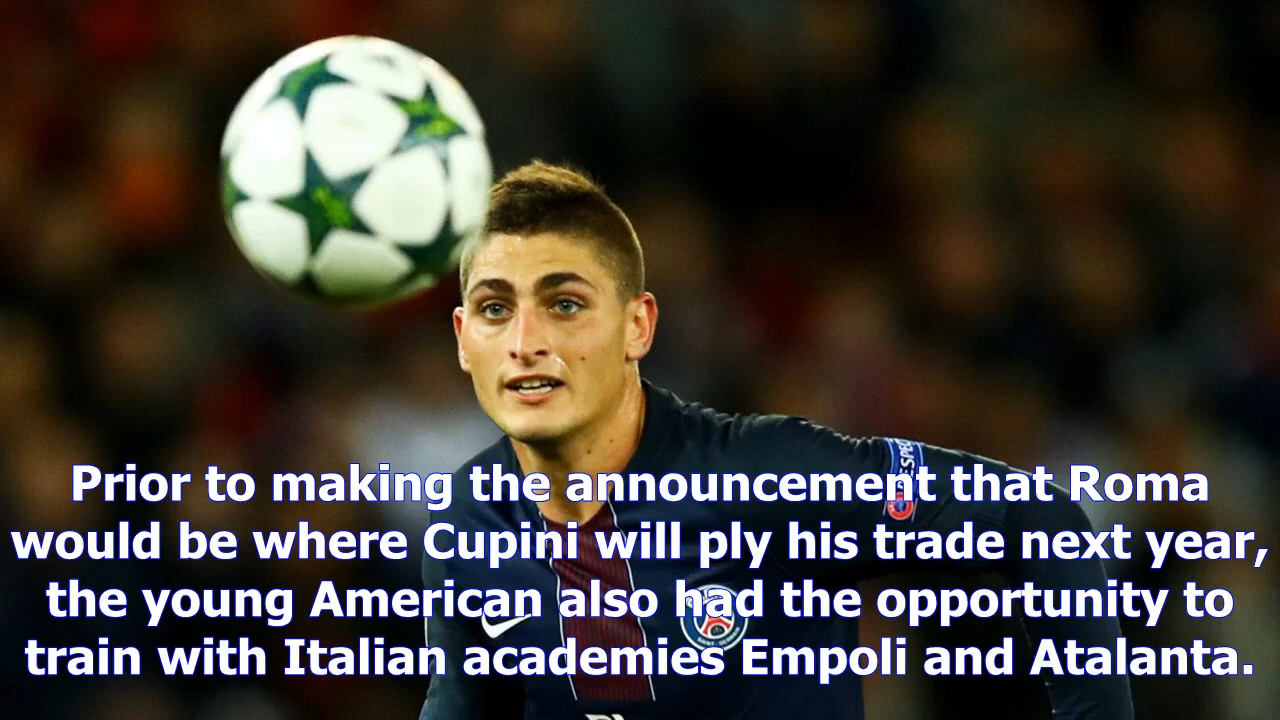 RESPECT
Prior to making the announcement that Roma
would be where Cupini will ply his trade next year,
the young American also had the opportunity to
train with Italian academies Empoli and Atalanta.